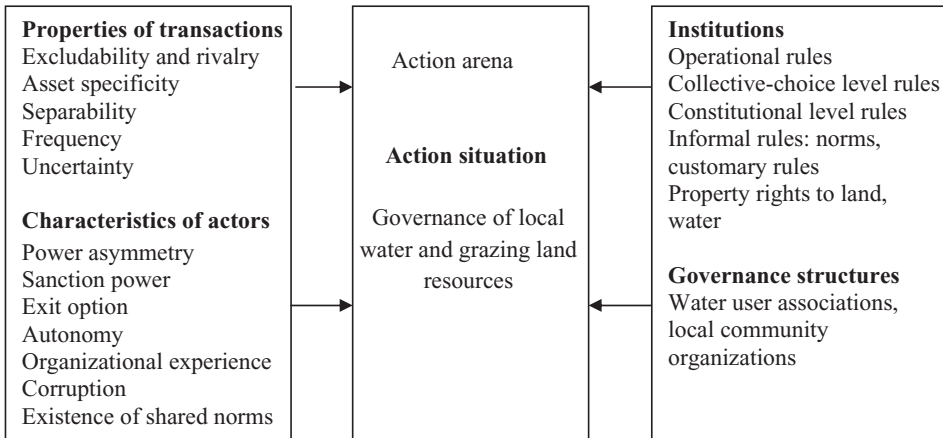 Properties of transactions
Excludability and rivalry
Asset specificity
Separability
Frequency
Uncertainty
Characteristics of actors
Power asymmetry
Sanction power
Exit option
Autonomy
Organizational experience
Corruption
Existence of shared norms
Action arena
Action situation
Governance of local
water and grazing land
resources
Institutions
Operational rules
Collective-choice level rules
Constitutional level rules
Informal rules: norms,
customary rules
Property rights to land,
water
Governance structures
Water user associations,
local community
organizations